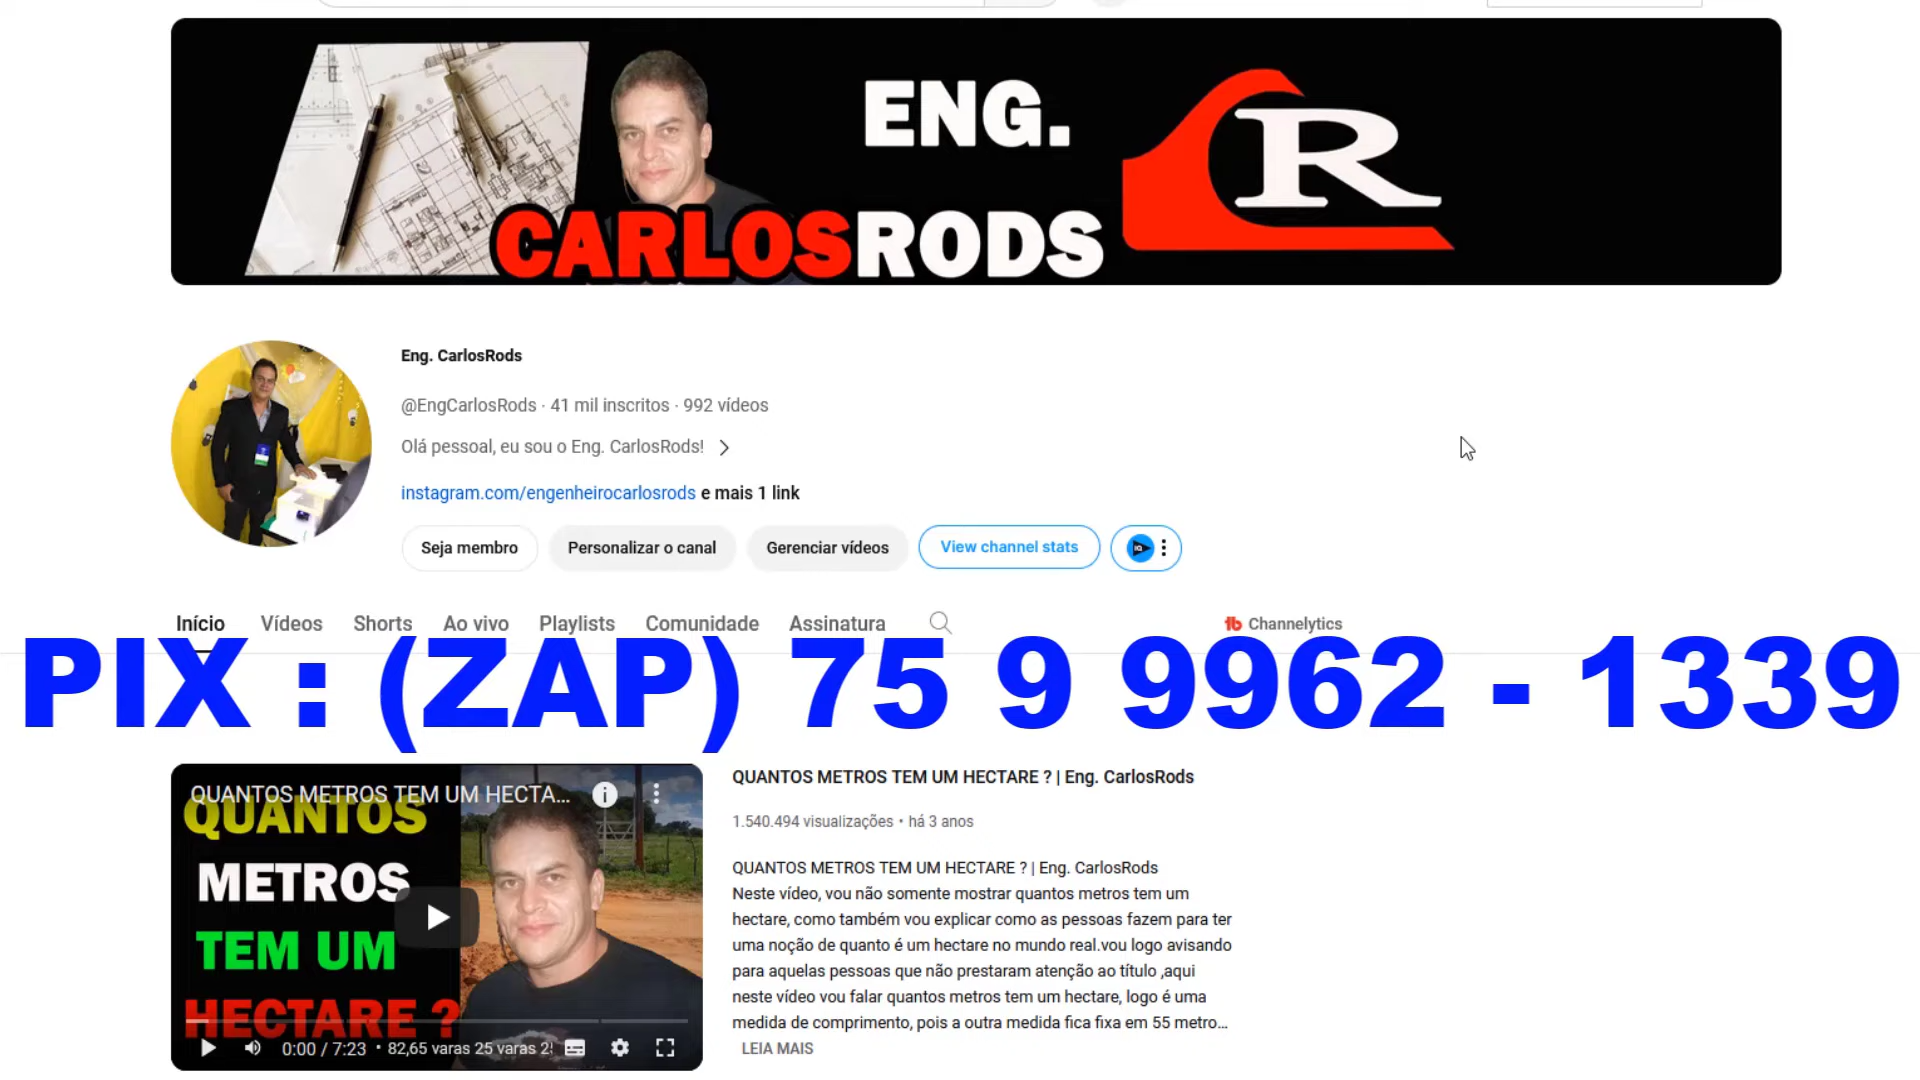 ENG.
CARLOSRODS
R
Eng. CarlosRods
@EngCarlosRods · 41 mil inscritos · 992 vídeos
Olá pessoal, eu sou o Eng. CarlosRods!
instagram.com/engenheirocarlosrods e mais 1 link
Seja membro
Personalizar o canal
Gerenciar vídeos
View channel stats
IQ
Início
Vídeos
Shorts
Ao vivo
Playlists
Comunidade
Assinatura
tb Channelytics
PIX : (ZAP) 75 9 9962 - 1339
QUANTOS METROS TEM UM HECTA...
QUANTOS
METROS
TEM UM
HECTARE ?
0:00 / 7:23 • 82,65 varas 25 varas 2
QUANTOS METROS TEM UM HECTARE ? | Eng. CarlosRods
1.540.494 visualizações • há 3 anos
QUANTOS METROS TEM UM HECTARE ? | Eng. CarlosRods
Neste vídeo, vou não somente mostrar quantos metros tem um
hectare, como também vou explicar como as pessoas fazem para ter
uma noção de quanto é um hectare no mundo real.vou logo avisando
para aquelas pessoas que não prestaram atenção ao título ,aqui
neste vídeo vou falar quantos metros tem um hectare, logo é uma
medida de comprimento, pois a outra medida fica fixa em 55 metro...
LEIA MAIS